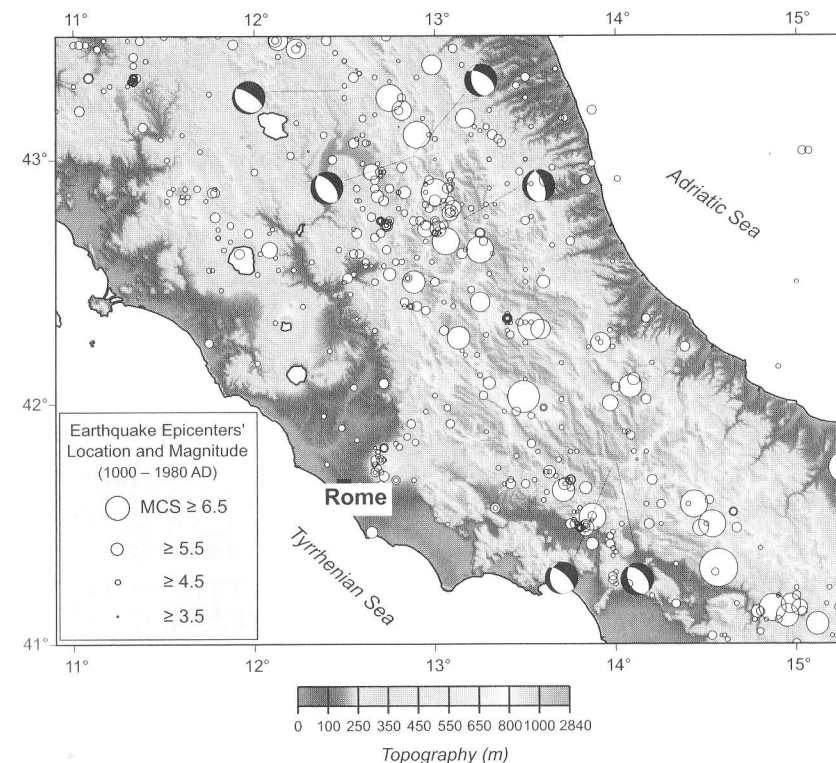 11° 12° 13° 14° 15°
43°
Adriatic Sea
42°
Earthquake Epicenters'
Location and Magnitude
(1000 – 1980 AD)
MCS ≥ 6.5
≥ 5.5
≥ 4.5
≥ 3.5
Rome
Tyrrhenian Sea
41°
11° 12° 13° 14° 15°
0 100 250 350 450 550 650 800 1000 2840
Topography (m)